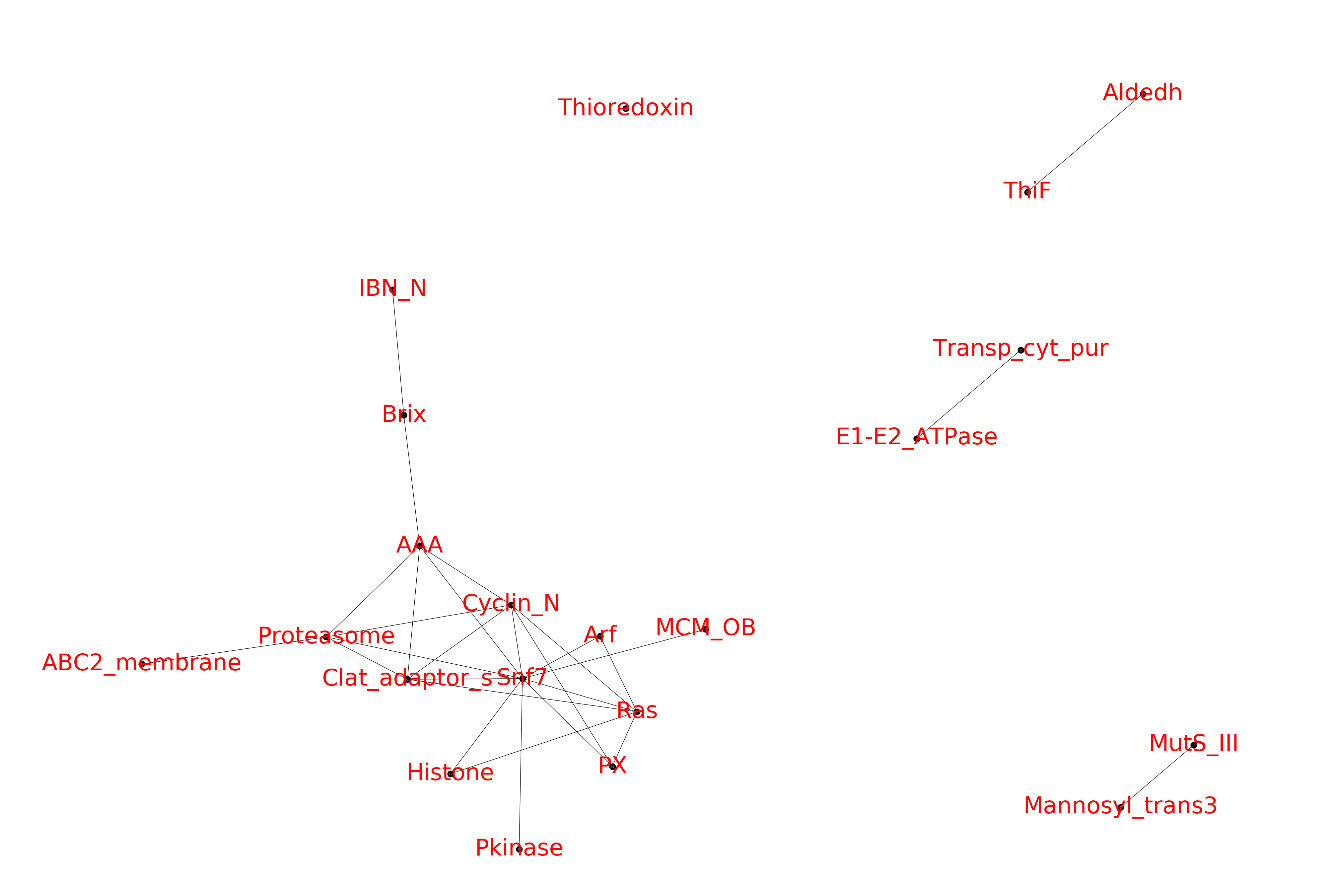 Aldedh
Thioredoxin
ThiF
IBN_N
Transp_cyt_pur
Brix
E1-E2_ATPase
AAA
Cyclin_N
MCM_OB
Arf
Proteasome
ABC2_membrane
Clat_adaptor_s
Snf7
Ras
MutS_III
PX
Histone
Mannosyl_trans3
Pkinase